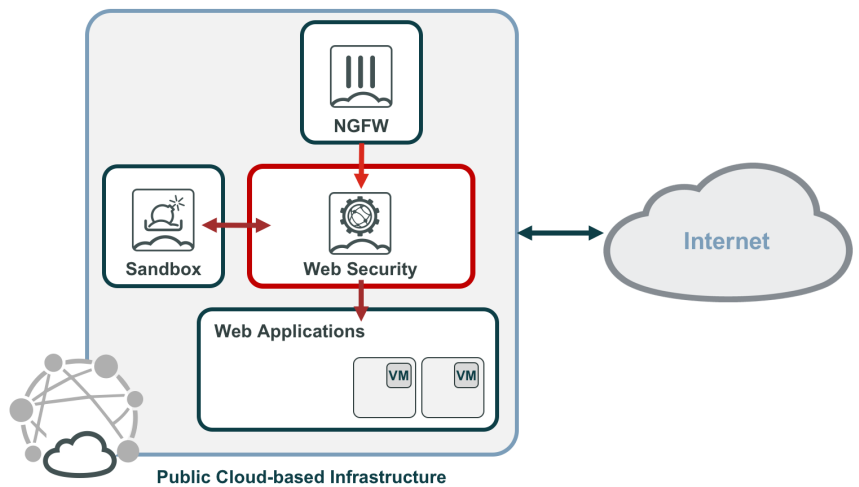 NGFW
Sandbox
Web Security
Internet
Web Applications
VM
VM
Public Cloud-based Infrastructure